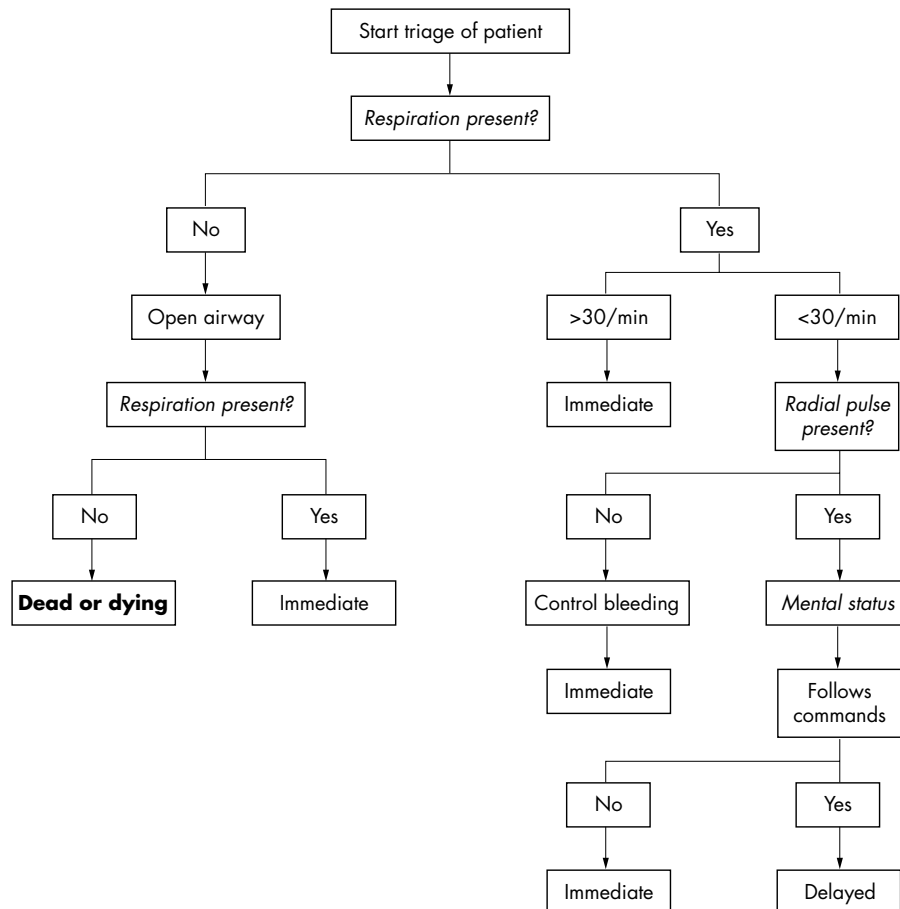 Start triage of patient
Respiration present?
No
Yes
Open airway
>30/min
<30/min
Respiration present?
Immediate
Radial pulse
present?
No
Yes
No
Yes
Dead or dying
Immediate
Control bleeding
Mental status
Immediate
Follows
commands
No
Yes
Immediate
Delayed